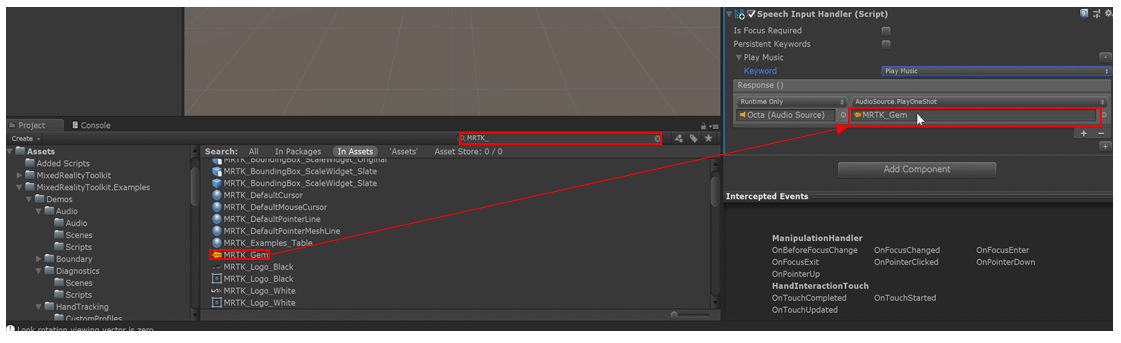 Speech Input Handler (Script)
Is Focus Required
Persistent Keywords
Play Music
Keyword
Play Music
Response ()
Runtime Only
AudioSource.PlayOneShot
Octa (Audio Source)
MRTK_Gem
Add Component
Intercepted Events
ManipulationHandler
OnBeforeFocusChange OnFocusChanged OnFocusEnter
OnFocusExit OnPointerClicked OnPointerDown
OnPointerUp
HandInteractionTouch
OnTouchCompleted OnTouchStarted
OnTouchUpdated
Project Console
Create
MRTK_
Assets
Added Scripts
MixedRealityToolkit
MixedRealityToolkit.Examples
Demos
Audio
Audio
Scenes
Scripts
Boundary
Diagnostics
Scenes
Scripts
HandTracking
CustomProfiles
Search: All In Packages In Assets 'Assets' Asset Store: 0 / 0
MRTK_BoundingBox_ScaleWidget_Original
MRTK_BoundingBox_ScaleWidget_Slate
MRTK_BoundingBox_ScaleWidget_Slate
MRTK_DefaultCursor
MRTK_DefaultMouseCursor
MRTK_DefaultPointerLine
MRTK_DefaultPointerMeshLine
MRTK_Examples_Table
MRTK_Gem
MRTK_Logo_Black
MRTK_Logo_Black
MRTK_Logo_White
MRTK_Logo_White
Look rotation viewing vector is zero